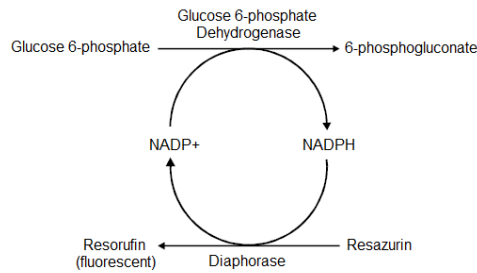 Glucose 6-phosphate
Dehydrogenase
Glucose 6-phosphate
6-phosphogluconate
NADP+
NADPH
Resorufin
(fluorescent)
Diaphorase
Resazurin